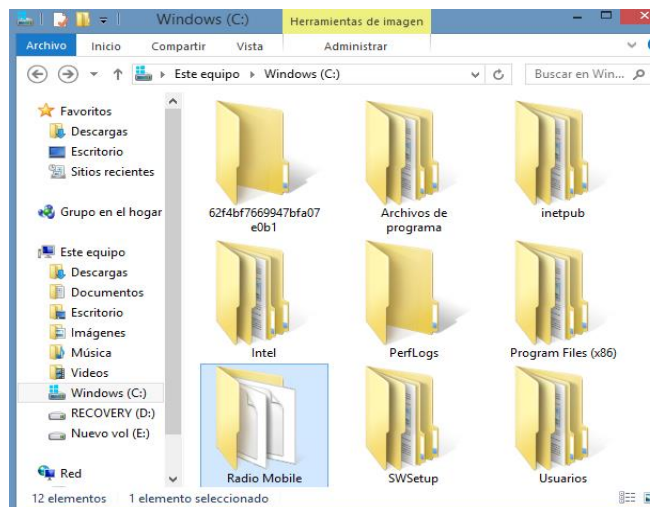 Windows (C:)
Herramientas de imagen
Archivo Inicio Compartir Vista Administrar
Este equipo Windows (C:)
Buscar en Win...
Favoritos
Descargas
Escritorio
Sitios recientes
Grupo en el hogar
Este equipo
Descargas
Documentos
Escritorio
Imágenes
Música
Videos
Windows (C:)
RECOVERY (D:)
Nuevo vol (E:)
Red
62f4bf7669947bfa07
e0b1
Archivos de
programa
inetpub
Intel
PerfLogs
Program Files (x86)
Radio Mobile
SWSetup
Usuarios
12 elementos 1 elemento seleccionado